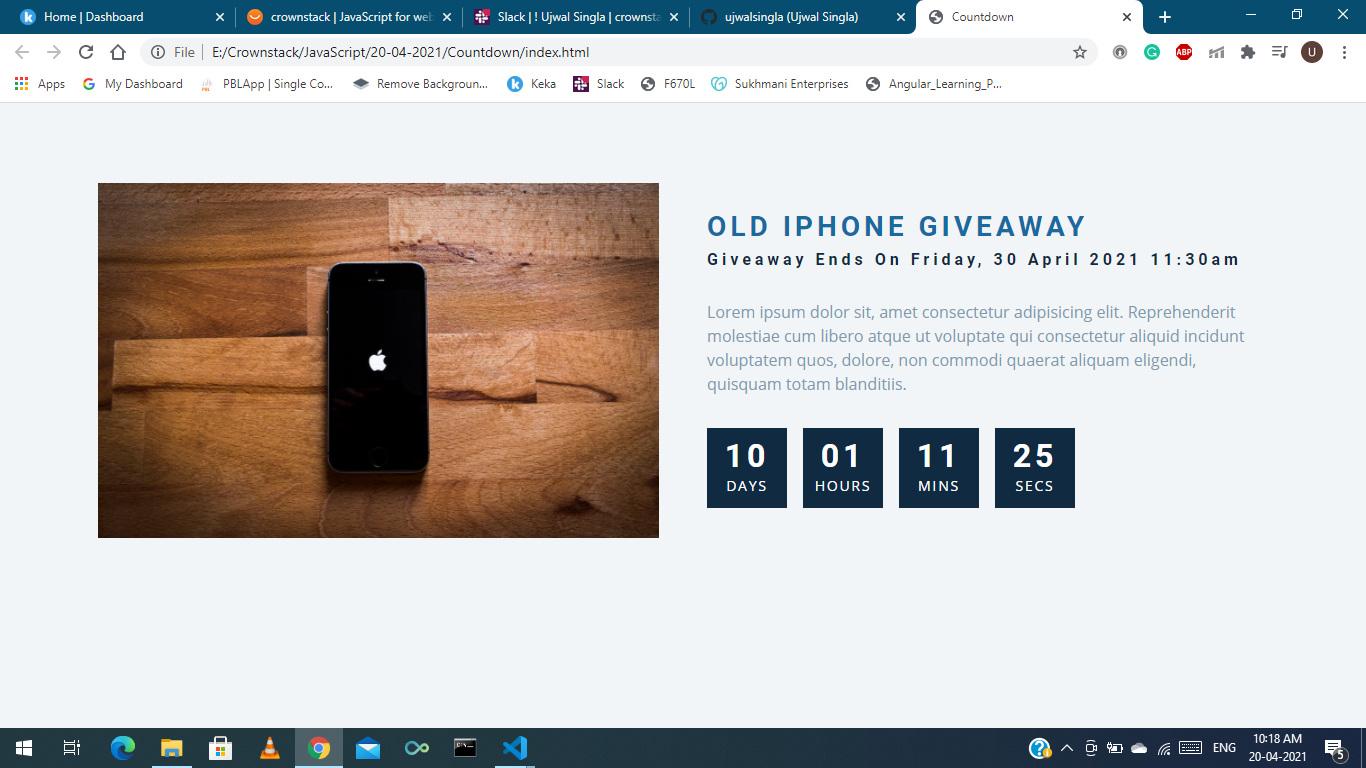 Home | Dashboard
crownstack | JavaScript for web
Slack | ! Ujwal Singla | crownsta
ujwalsingla (Ujwal Singla)
Countdown
File
E:/Crownstack/JavaScript/20-04-2021/Countdown/index.html
ABP
U
Apps
My Dashboard
PBLApp | Single Co...
Remove Backgroun...
Keka
Slack
F670L
Sukhmani Enterprises
Angular_Learning_P...
OLD IPHONE GIVEAWAY
Giveaway Ends On Friday, 30 April 2021 11:30am
Lorem ipsum dolor sit, amet consectetur adipisicing elit. Reprehenderit
molestiae cum libero atque ut voluptate qui consectetur aliquid incidunt
voluptatem quos, dolore, non commodi quaerat aliquam eligendi,
quisquam totam blanditiis.
10 01 11 25
DAYS HOURS MINS SECS
ENG
10:18 AM
20-04-2021
5